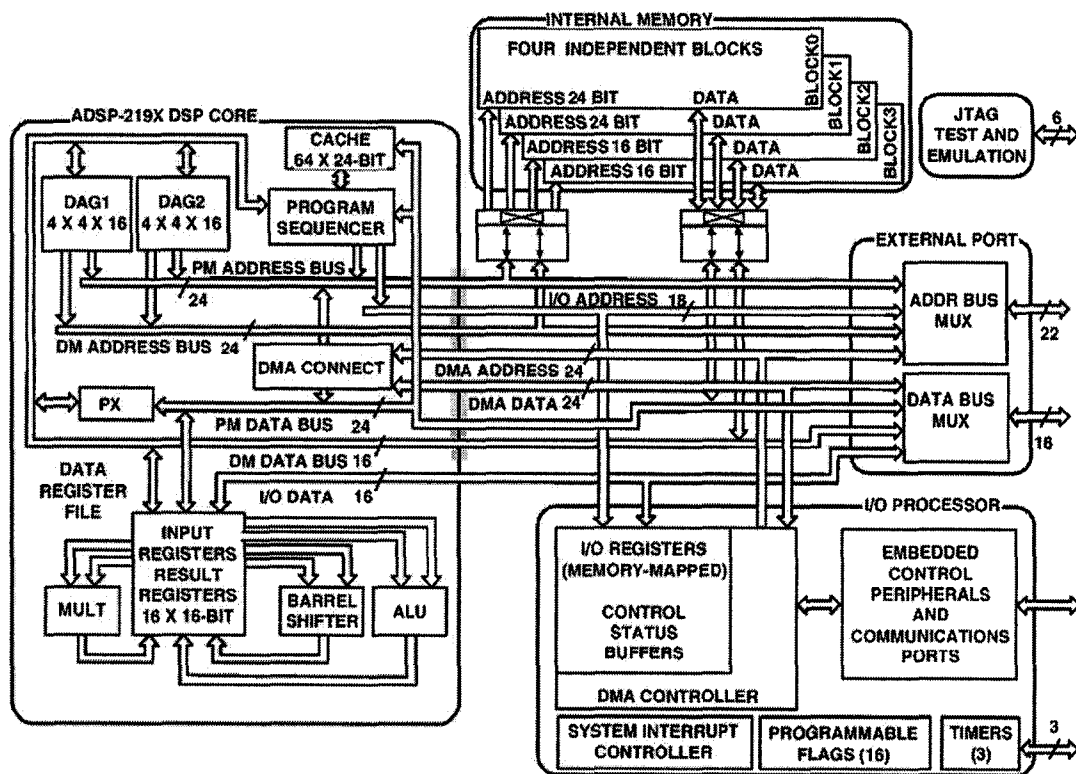 INTERNAL MEMORY
FOUR INDEPENDENT BLOCKS
BLOCK0
BLOCK1
BLOCK2
BLOCK3
ADDRESS 24 BIT DATA
ADDRESS 24 BIT DATA
ADDRESS 16 BIT DATA
ADDRESS 16 BIT DATA
JTAG
TEST AND
EMULATION
6
ADSP-219X DSP CORE
CACHE
64 X 24-BIT
DAG1
4 X 4 X 16
DAG2
4 X 4 X 16
PROGRAM
SEQUENCER
EXTERNAL PORT
PM ADDRESS BUS
24
I/O ADDRESS 18
ADDR BUS
MUX
22
DM ADDRESS BUS 24
DMA CONNECT
DMA ADDRESS 24
DMA DATA 24
PX
PM DATA BUS 24
DATA BUS
MUX
16
DM DATA BUS 16
I/O DATA 16
DATA
REGISTER
FILE
INPUT
REGISTERS
RESULT
REGISTERS
16 X 16-BIT
MULT
BARREL
SHIFTER
ALU
I/O PROCESSOR
I/O REGISTERS
(MEMORY-MAPPED)
CONTROL
STATUS
BUFFERS
DMA CONTROLLER
EMBEDDED
CONTROL
PERIPHERALS
AND
COMMUNICATIONS
PORTS
SYSTEM INTERRUPT
CONTROLLER
PROGRAMMABLE
FLAGS (16)
TIMERS
(3)
3